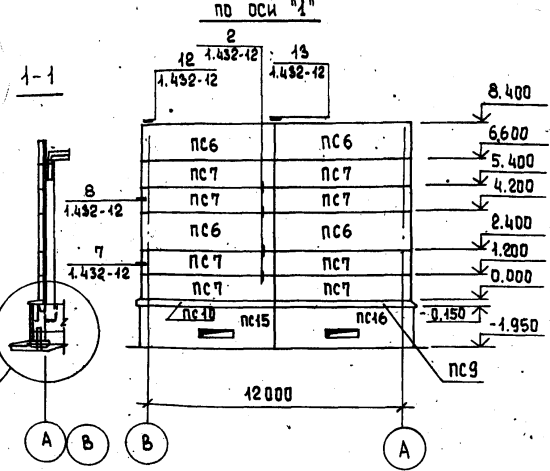 по оси "1"
1-1
12
1.432-12
2
1.432-12
13
1.432-12
8.400
6,600
5.400
4.200
2.400
1.200
0.000
-0.150
-1.950
8
1.432-12
7
1.432-12
ПС6 ПС6
ПС7 ПС7
ПС7 ПС7
ПС6 ПС6
ПС7 ПС7
ПС7 ПС7
ПС10 ПС15 ПС16
ПС9
12000
А В В А